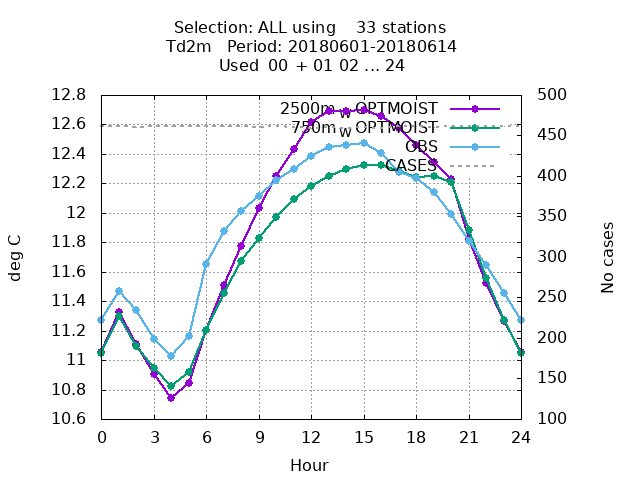 Selection: ALL using 33 stations
Td2m Period: 20180601-20180614
Used 00 + 01 02 ... 24
12.8 500
2500m_w OPTMOIST
12.6 750m_w OPTMOIST 450
12.4 OBS
CASES 400
12.2
12 350
11.8 300
11.6
11.4 250
11.2 200
11
10.8 150
10.6 100
deg C
No cases
0 3 6 9 12 15 18 21 24
Hour